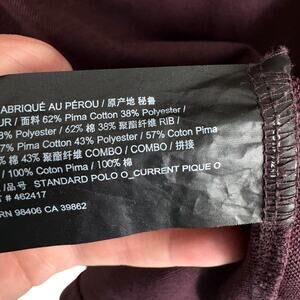 FABRIQUÉ AU PÉROU / 原产地 秘鲁
UR / 面 62% Pima Cotton 38% Polyester /
8% Polyester / 62% 棉 38% 聚酯纤维 RIB /
7% Pima Cotton 43% Polyester / 57% Coton Pima
% 棉 43% 聚酯纤维 COMBO / COMBO / 拼接
/ 100% Coton Pima / 100% 棉
品号 STANDARD POLO O_CURRENT PIQUE O
# 462417
RN 98406 CA 39862